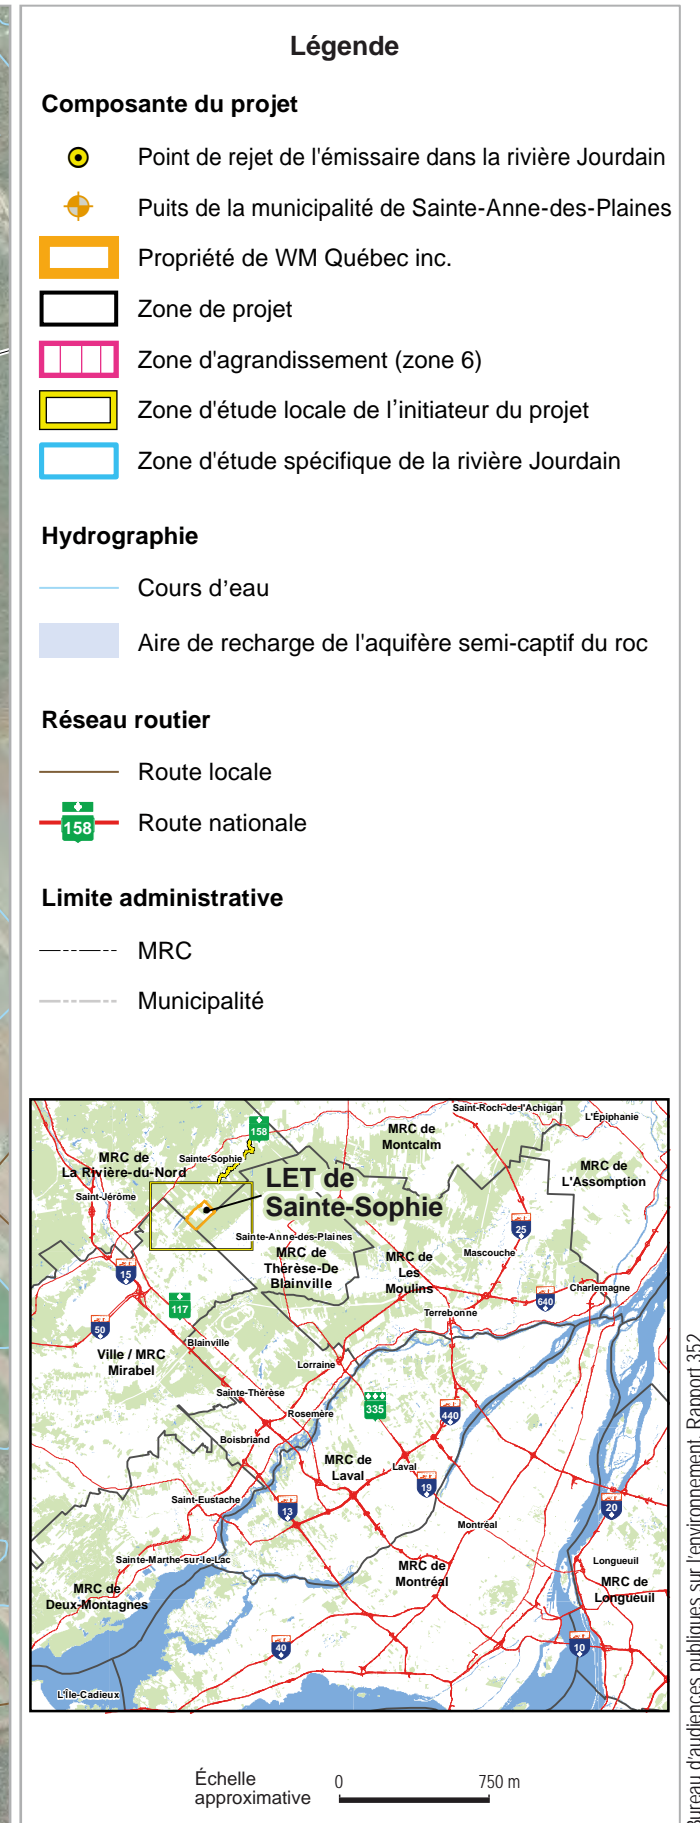 Légende
Composante du projet
Point de rejet de l'émissaire dans la rivière Jourdain
Puits de la municipalité de Sainte-Anne-des-Plaines
Propriété de WM Québec inc.
Zone de projet
Zone d'agrandissement (zone 6)
Zone d'étude locale de l'initiateur du projet
Zone d'étude spécifique de la rivière Jourdain
Hydrographie
Cours d'eau
Aire de recharge de l'aquifère semi-captif du roc
Réseau routier
Route locale
158
Route nationale
Limite administrative
MRC
Municipalité
Saint-Roch-de-l'Achigan
L'Épiphanie
158
MRC de
Montcalm
MRC de
La Rivière-du-Nord
Sainte-Sophie
MRC de
L'Assomption
LET de
Sainte-Sophie
Saint-Jérôme
25
Sainte-Anne-des-Plaines
MRC de
Thérèse-De
Blainville
MRC de
Les
Moulins
Mascouche
15
Charlemagne
640
117
Terrebonne
50
Blainville
Ville / MRC
Mirabel
Lorraine
Sainte-Thérèse
335
440
Rosemère
Boisbriand
MRC de
Laval
Laval
19
Saint-Eustache
13
20
Montréal
Sainte-Marthe-sur-le-Lac
MRC de
Montréal
Longueuil
MRC de
Longueuil
MRC de
Deux-Montagnes
40
10
L'Île-Cadieux
Échelle
approximative
0
750 m
Bureau d'audiences publiques sur l'environnement, Rapport 352